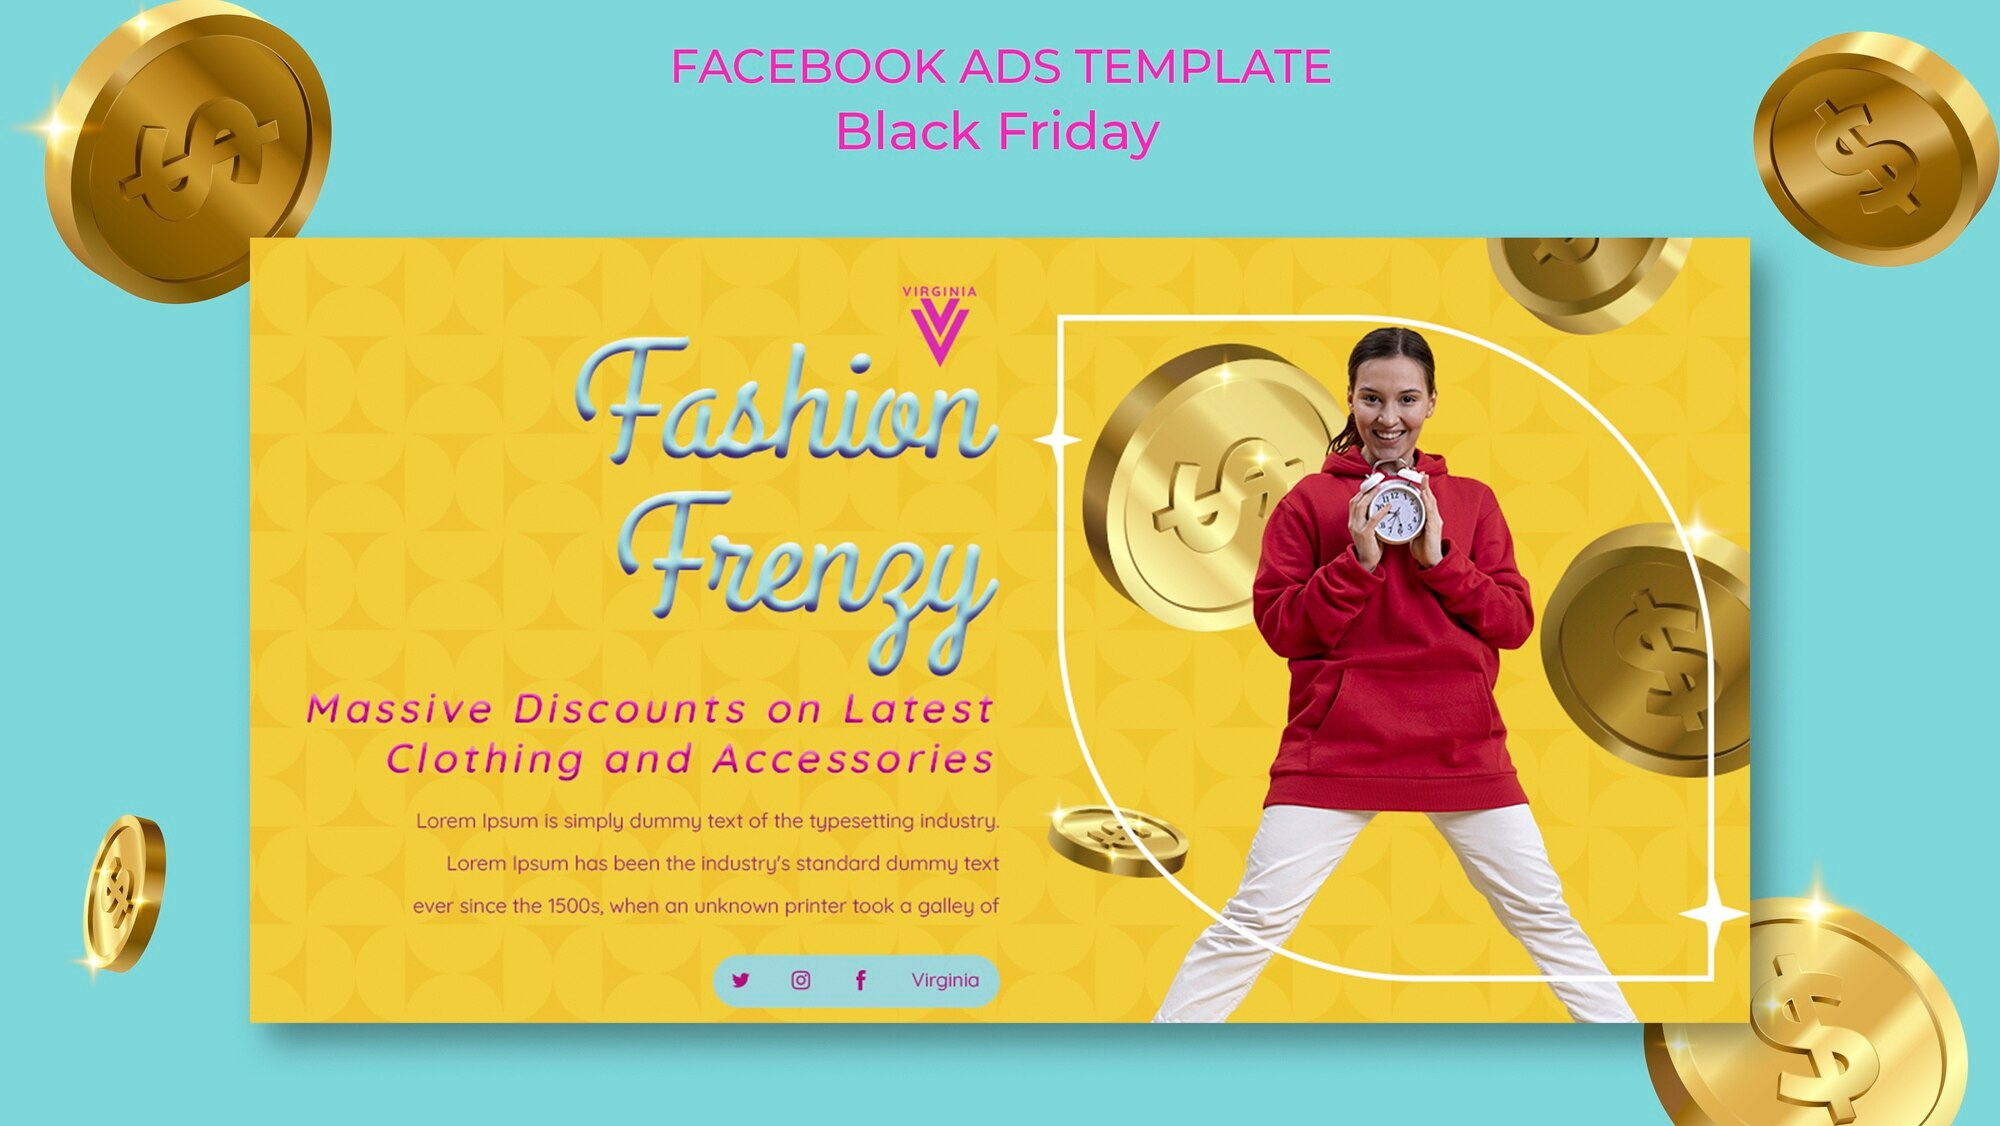 FACEBOOK ADS TEMPLATE
Black Friday
VIRGINIA
Fashion
Frenzy
Massive Discounts on Latest
Clothing and Accessories
Lorem Ipsum is simply dummy text of the typesetting industry.
Lorem Ipsum has been the industry's standard dummy text
ever since the 1500s, when an unknown printer took a galley of
Virginia